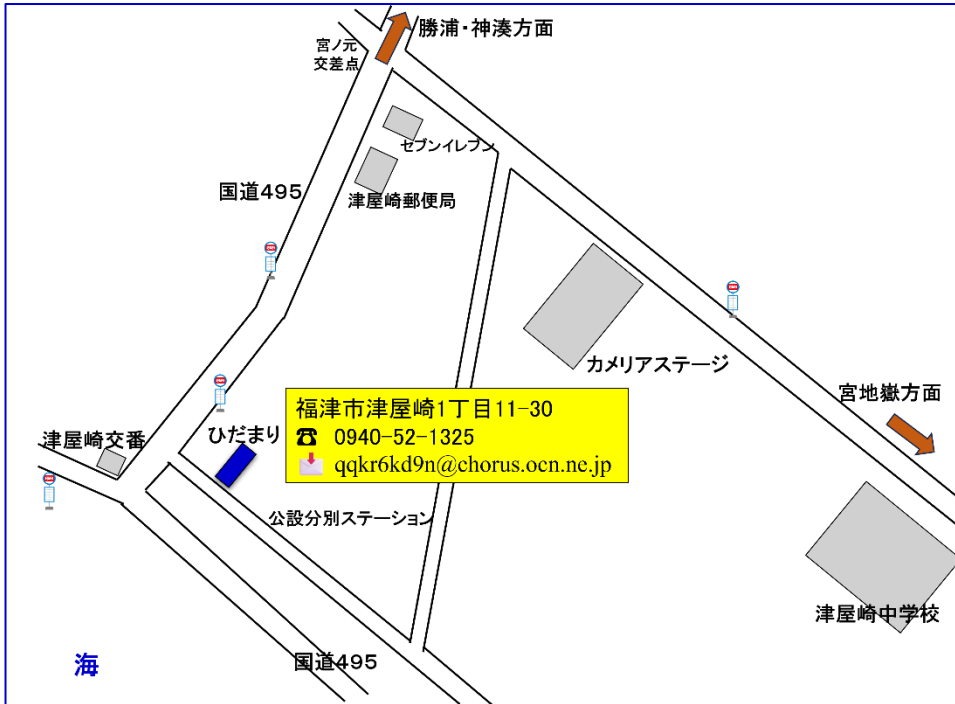 勝浦・神湊方面
宮ノ元
交差点
セブンイレブン
国道495
津屋崎郵便局
カメリアステージ
宮地嶽方面
福津市津屋崎1丁目11-30
☎ 0940-52-1325
qqkr6kd9n@chorus.ocn.ne.jp
ひだまり
津屋崎交番
公設分別ステーション
津屋崎中学校
国道495
海